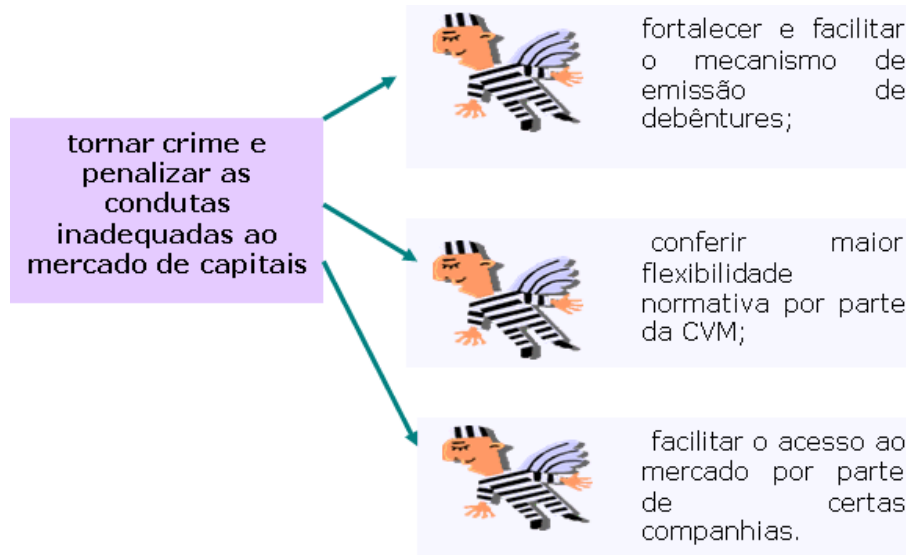 tornar crime e
penalizar as
condutas
inadequadas ao
mercado de capitais
fortalecer e facilitar
o mecanismo de
emissão de
debêntures;
conferir maior
flexibilidade
normativa por parte
da CVM;
facilitar o acesso ao
mercado por parte
de certas
companhias.